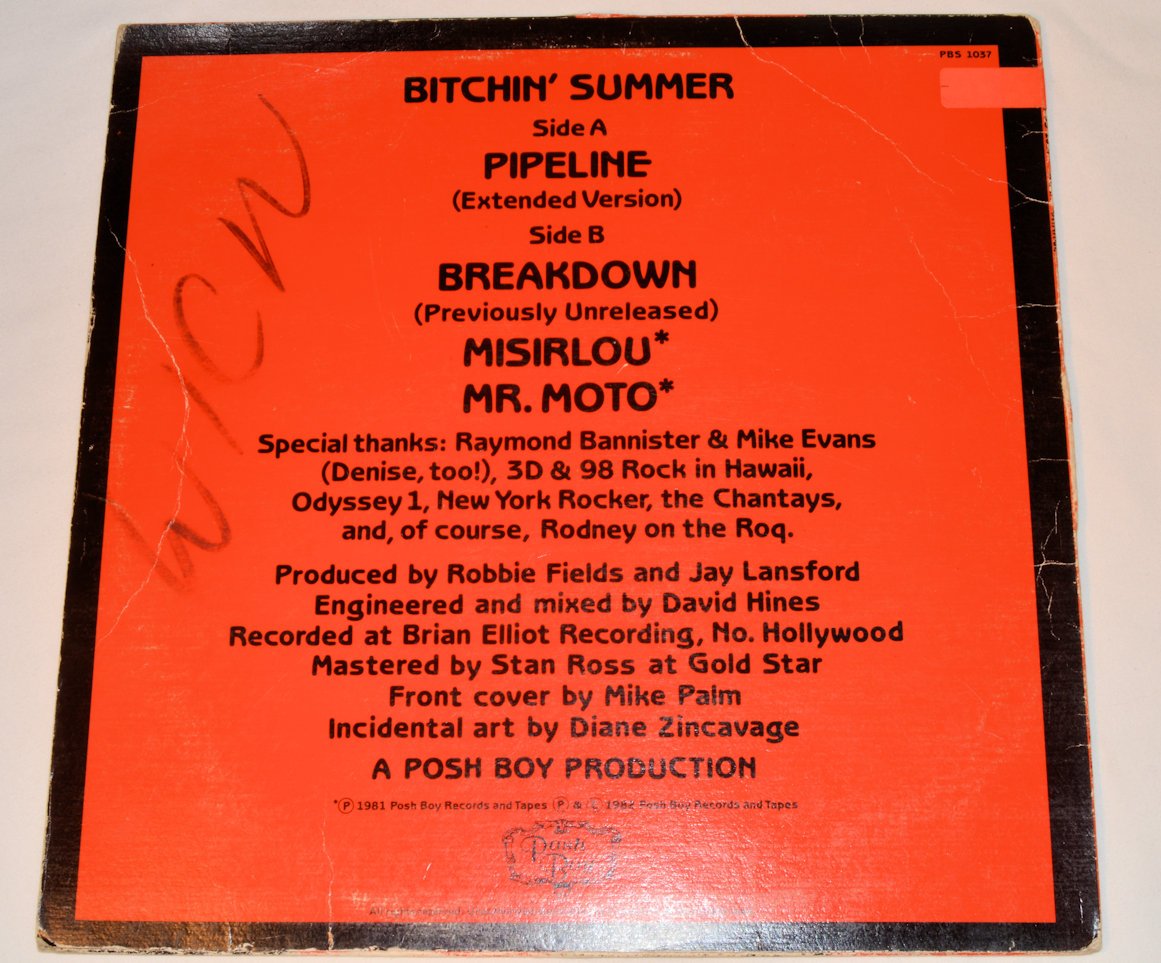 PBS 1037
BITCHIN' SUMMER
Side A
PIPELINE
(Extended Version)
Side B
BREAKDOWN
(Previously Unreleased)
MISIRLOU*
MR. MOTO*
Special thanks: Raymond Bannister & Mike Evans
(Denise, too!), 3D & 98 Rock in Hawaii,
Odyssey 1, New York Rocker, the Chantays,
and, of course, Rodney on the Roq.
Produced by Robbie Fields and Jay Lansford
Engineered and mixed by David Hines
Recorded at Brian Elliot Recording, No. Hollywood
Mastered by Stan Ross at Gold Star
Front cover by Mike Palm
Incidental art by Diane Zincavage
A POSH BOY PRODUCTION
*Ⓟ 1981 Posh Boy Records and Tapes Ⓟ & © 1982 Posh Boy Records and Tapes
Posh
Boy
WICN